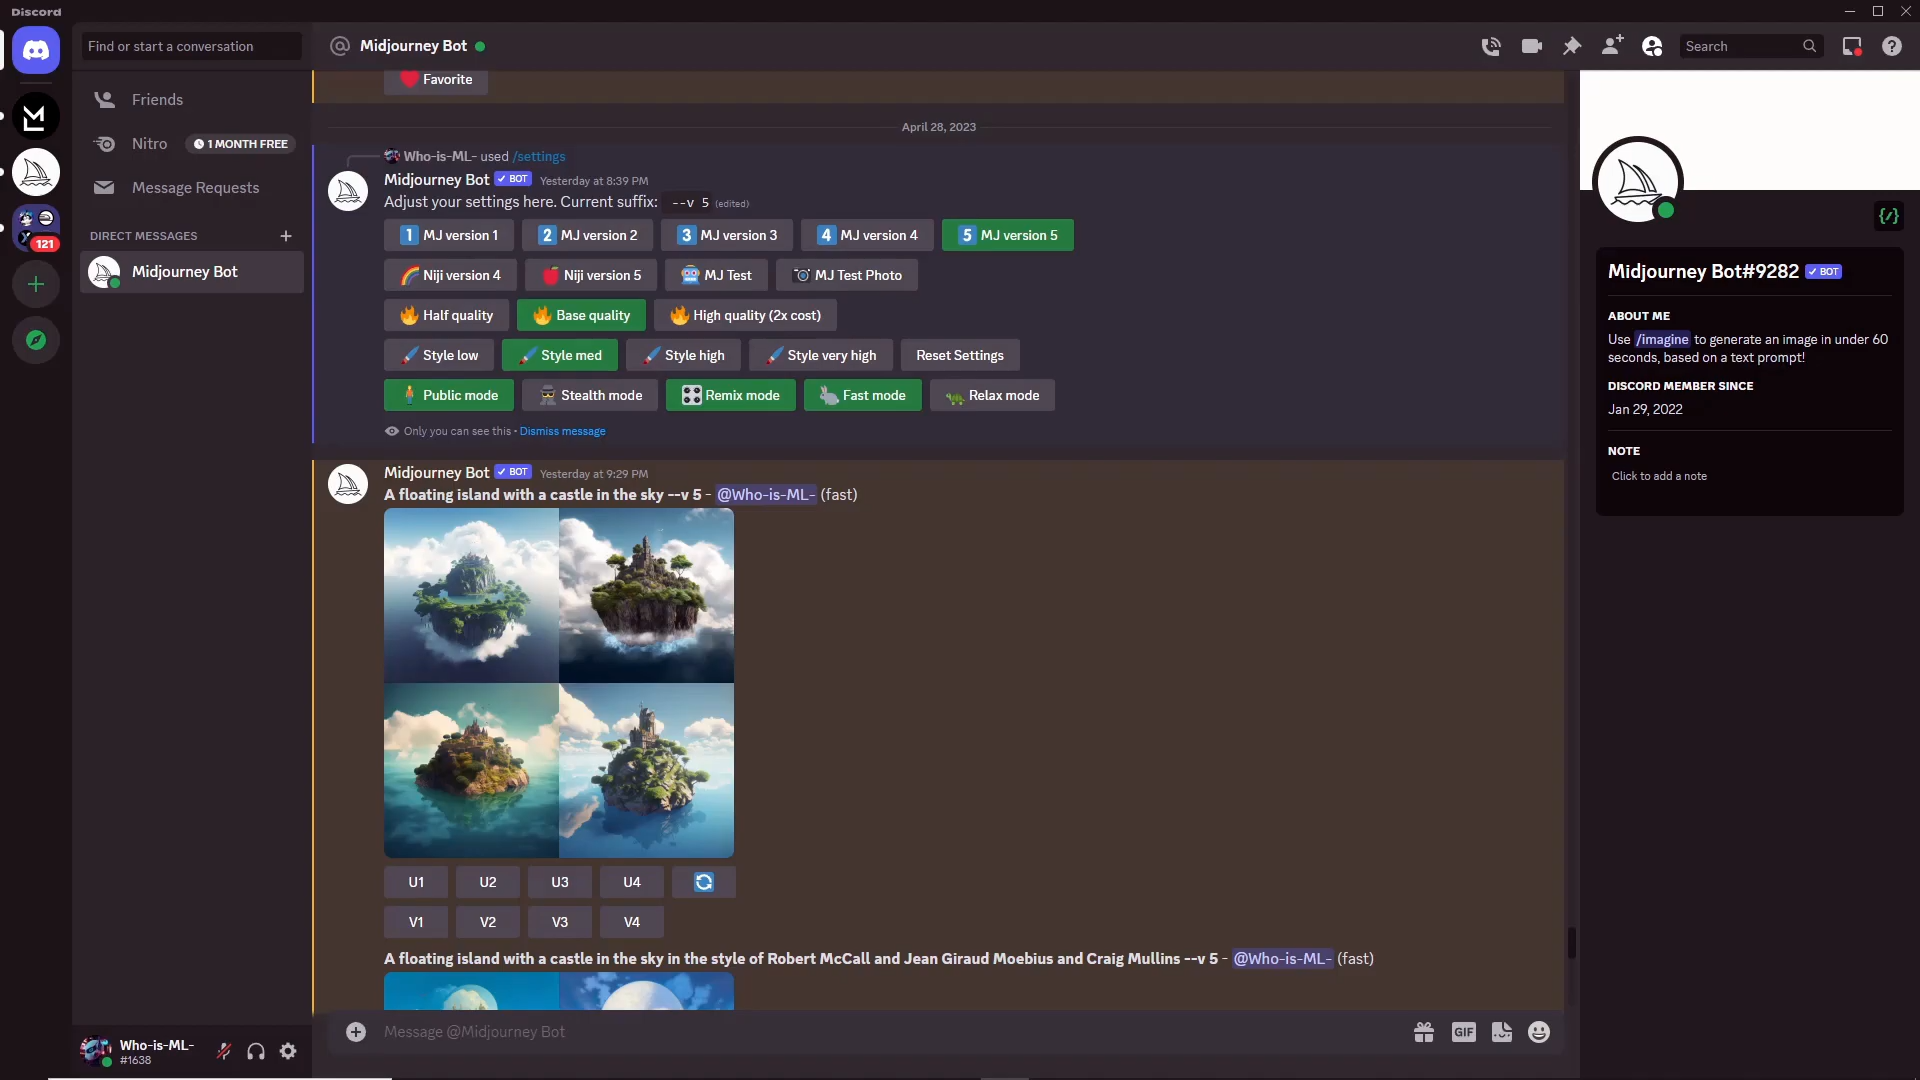 Discord
Find or start a conversation
Midjourney Bot
Search
Friends
Nitro
1 MONTH FREE
Message Requests
DIRECT MESSAGES
Midjourney Bot
121
Favorite
April 28, 2023
Who-is-ML- used /settings
Midjourney Bot ✓ BOT Yesterday at 8:39 PM
Adjust your settings here. Current suffix: --v 5 (edited)
1 MJ version 1 2 MJ version 2 3 MJ version 3 4 MJ version 4 5 MJ version 5
Niji version 4 Niji version 5 MJ Test MJ Test Photo
Half quality Base quality High quality (2x cost)
Style low Style med Style high Style very high Reset Settings
Public mode Stealth mode Remix mode Fast mode Relax mode
Only you can see this • Dismiss message
Midjourney Bot ✓ BOT Yesterday at 9:29 PM
A floating island with a castle in the sky --v 5 - @Who-is-ML- (fast)
U1 U2 U3 U4
V1 V2 V3 V4
A floating island with a castle in the sky in the style of Robert McCall and Jean Giraud Moebius and Craig Mullins --v 5 - @Who-is-ML- (fast)
Message @Midjourney Bot
GIF
Who-is-ML-
#1638
Midjourney Bot#9282 ✓ BOT
ABOUT ME
Use /imagine to generate an image in under 60
seconds, based on a text prompt!
DISCORD MEMBER SINCE
Jan 29, 2022
NOTE
Click to add a note